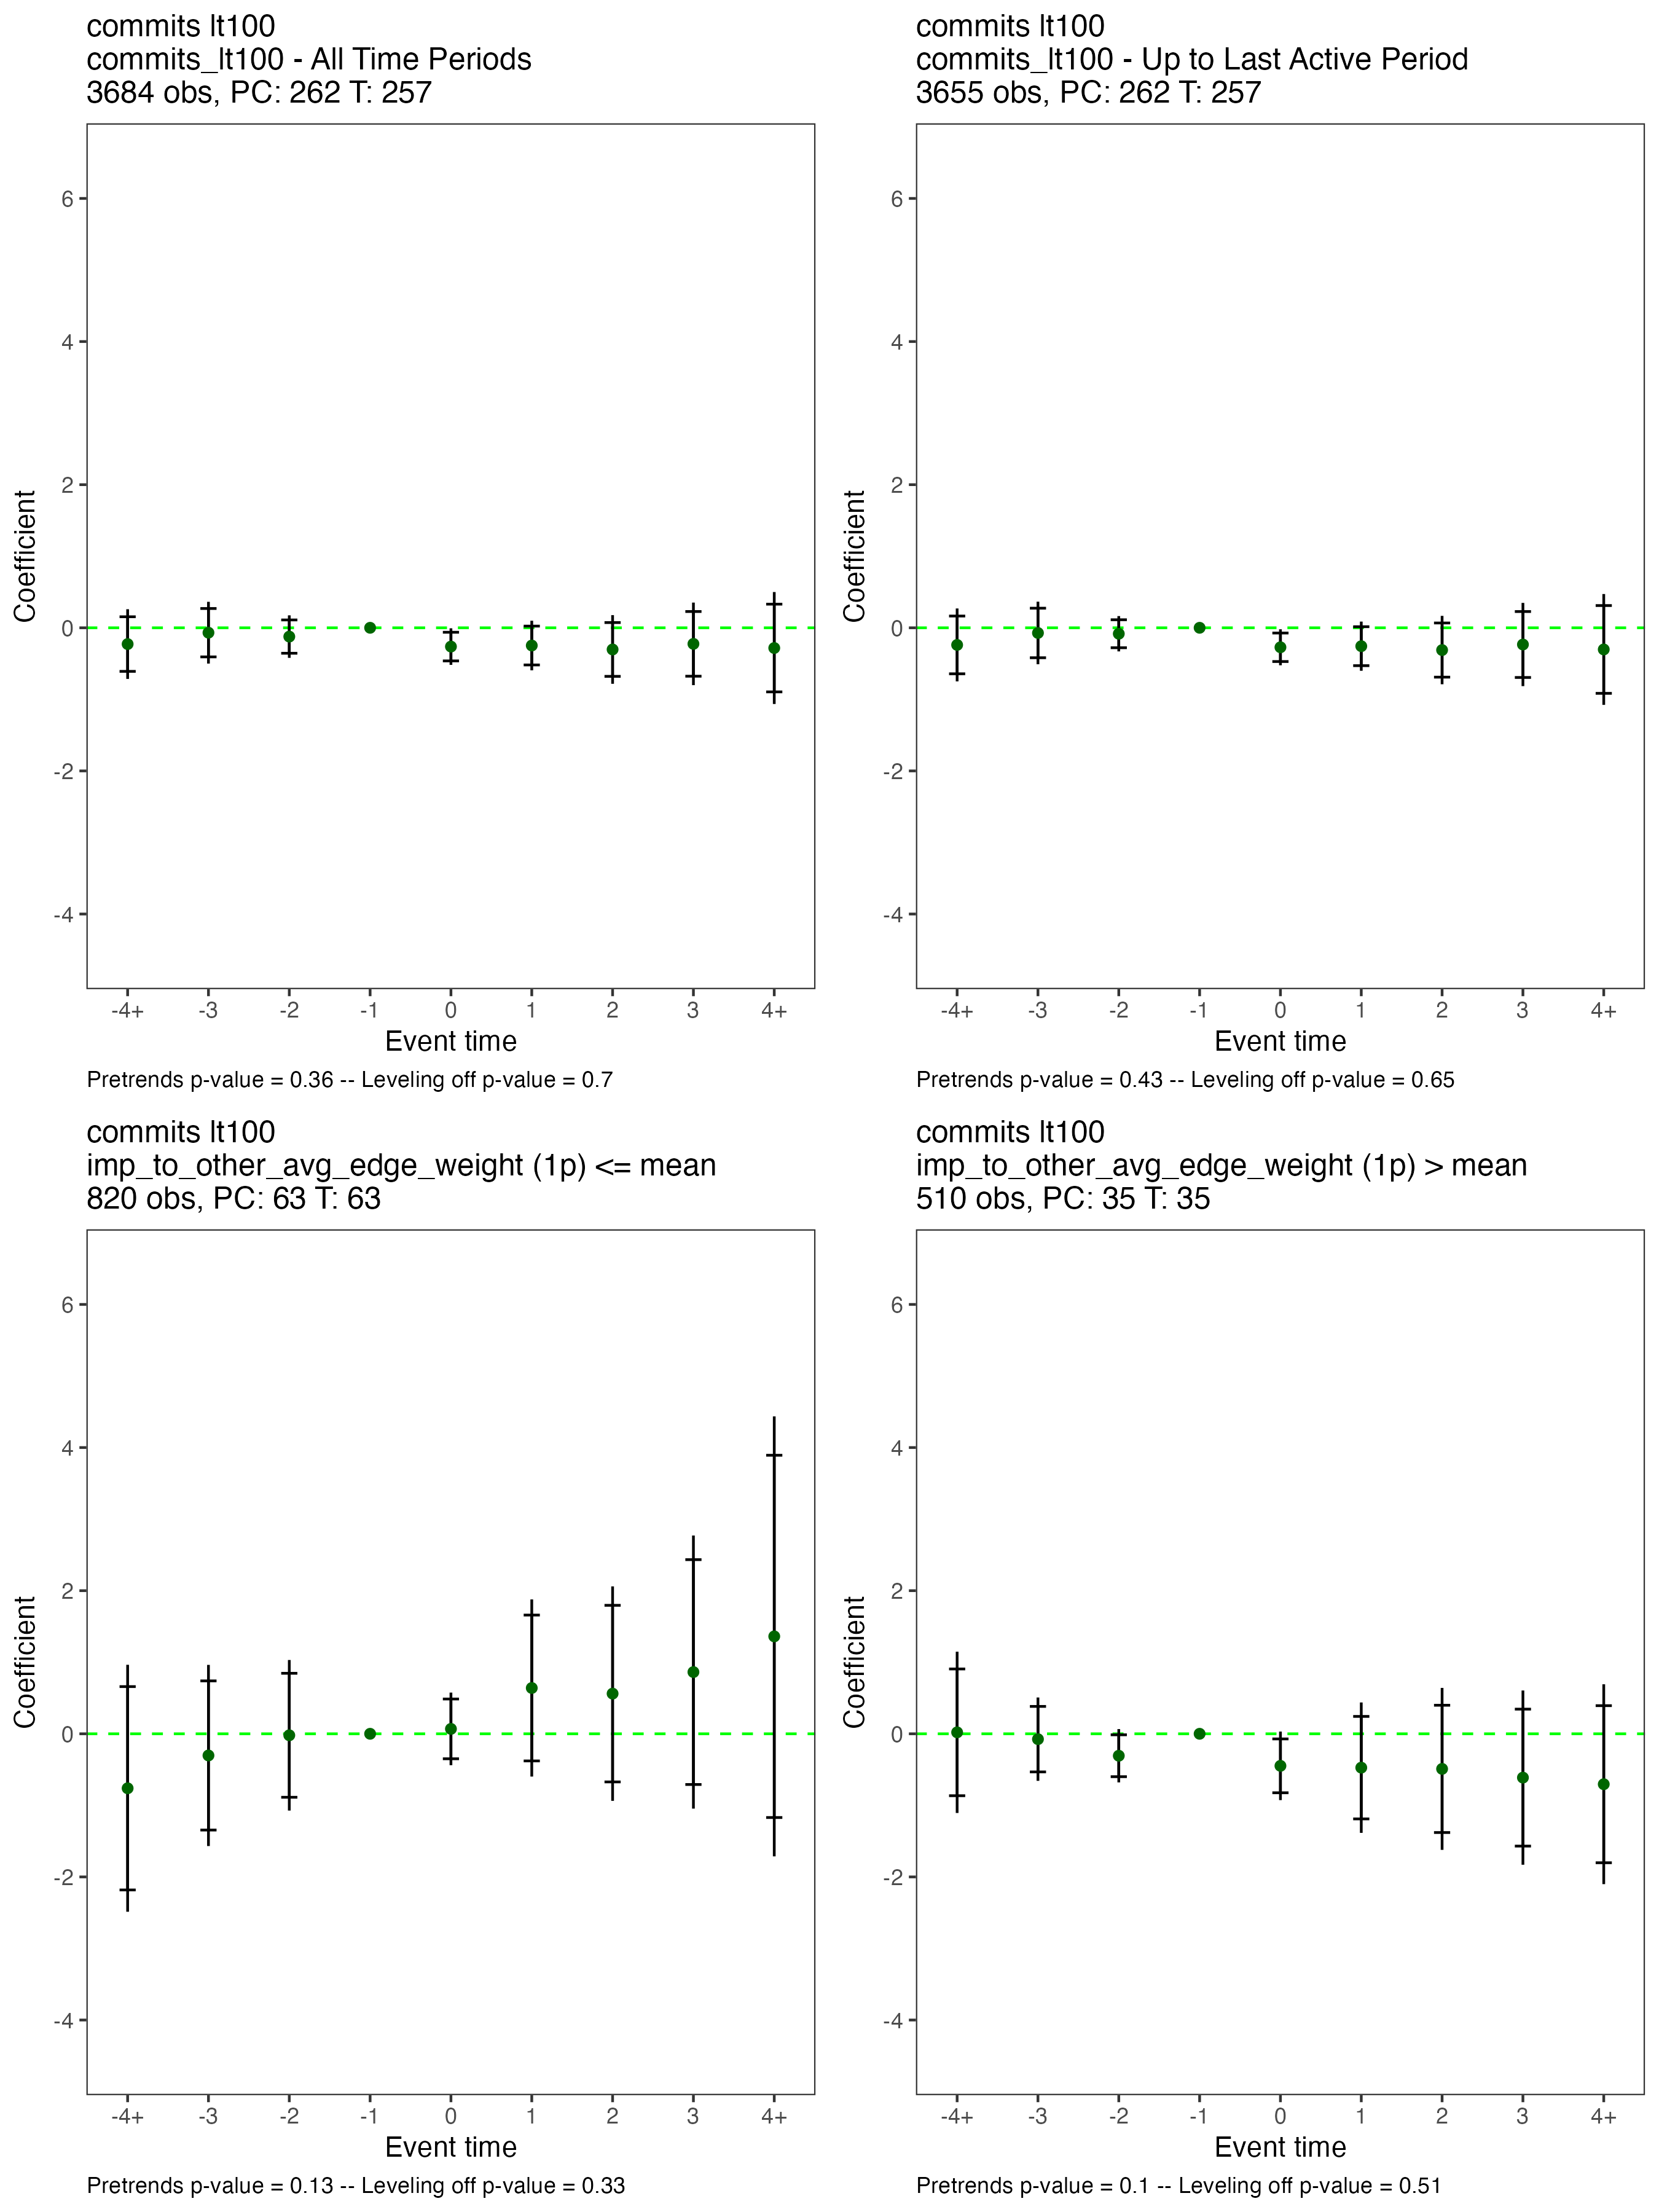 commits lt100
commits_lt100 - All Time Periods
3684 obs, PC: 262 T: 257
Coefficient
6
4
2
0
-2
-4
-4+ -3 -2 -1 0 1 2 3 4+
Event time
Pretrends p-value = 0.36 -- Leveling off p-value = 0.7
commits lt100
commits_lt100 - Up to Last Active Period
3655 obs, PC: 262 T: 257
Coefficient
6
4
2
0
-2
-4
-4+ -3 -2 -1 0 1 2 3 4+
Event time
Pretrends p-value = 0.43 -- Leveling off p-value = 0.65
commits lt100
imp_to_other_avg_edge_weight (1p) <= mean
820 obs, PC: 63 T: 63
Coefficient
6
4
2
0
-2
-4
-4+ -3 -2 -1 0 1 2 3 4+
Event time
Pretrends p-value = 0.13 -- Leveling off p-value = 0.33
commits lt100
imp_to_other_avg_edge_weight (1p) > mean
510 obs, PC: 35 T: 35
Coefficient
6
4
2
0
-2
-4
-4+ -3 -2 -1 0 1 2 3 4+
Event time
Pretrends p-value = 0.1 -- Leveling off p-value = 0.51